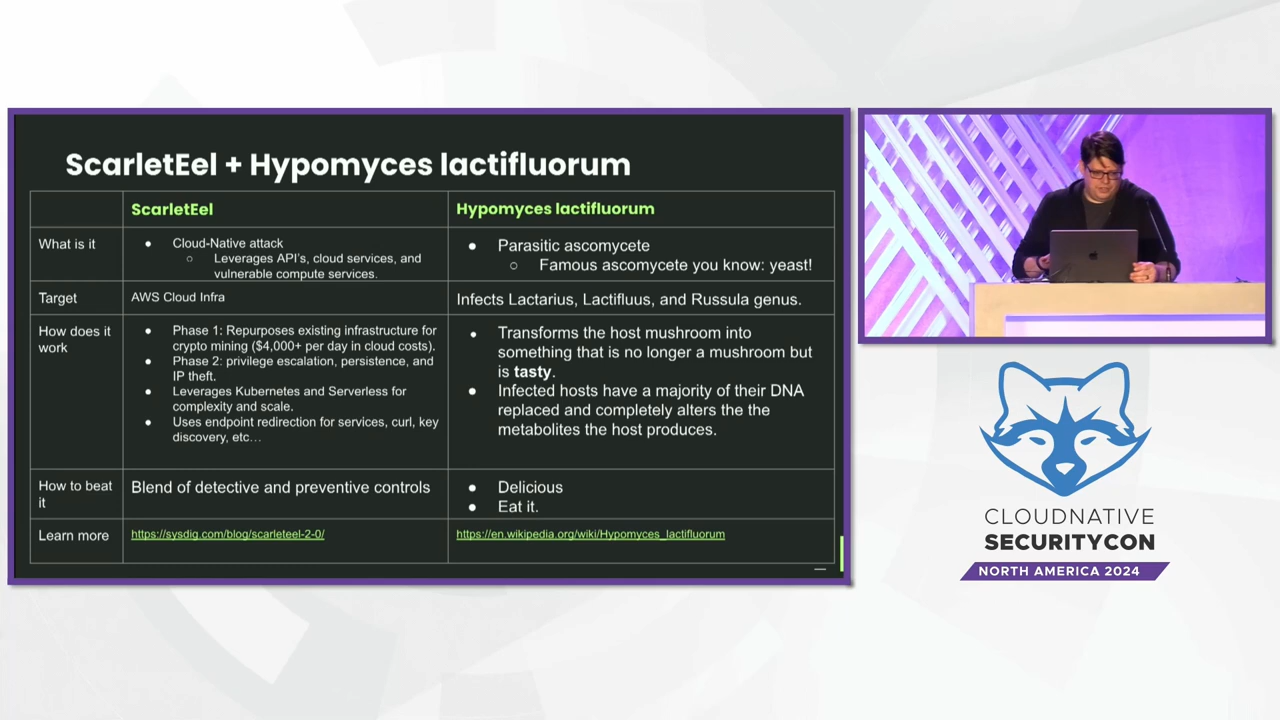 ScarletEel + Hypomyces lactifluorum
ScarletEel
Hypomyces lactifluorum
What is it
● Cloud-Native attack
○ Leverages API's, cloud services, and
vulnerable compute services.
● Parasitic ascomycete
○ Famous ascomycete you know: yeast!
Target
AWS Cloud Infra
Infects Lactarius, Lactifluus, and Russula genus.
How does it
work
● Phase 1: Repurposes existing infrastructure for
crypto mining ($4,000+ per day in cloud costs).
● Phase 2: privilege escalation, persistence, and
IP theft.
● Leverages Kubernetes and Serverless for
complexity and scale.
● Uses endpoint redirection for services, curl, key
discovery, etc…
● Transforms the host mushroom into
something that is no longer a mushroom but
is tasty.
● Infected hosts have a majority of their DNA
replaced and completely alters the the
metabolites the host produces.
How to beat
it
Blend of detective and preventive controls
● Delicious
● Eat it.
Learn more
https://sysdig.com/blog/scarleteel-2-0/
https://en.wikipedia.org/wiki/Hypomyces_lactifluorum
CLOUDNATIVE
SECURITYCON
NORTH AMERICA 2024